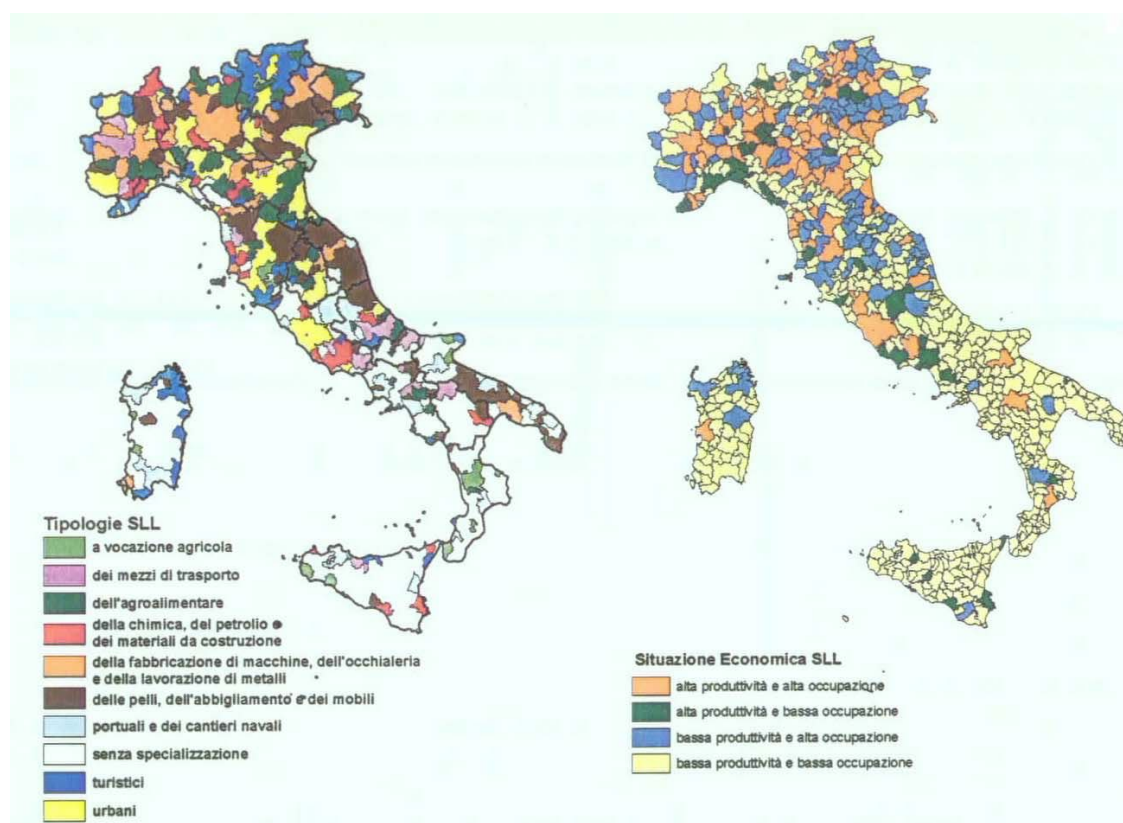 Tipologie SLL
a vocazione agricola
dei mezzi di trasporto
dell'agroalimentare
della chimica, del petrolio e
dei materiali da costruzione
della fabbricazione di macchine, dell'occhialeria
e della lavorazione di metalli
delle pelli, dell'abbigliamento e dei mobili
portuali e dei cantieri navali
senza specializzazione
turistici
urbani
Situazione Economica SLL
alta produttività e alta occupazione
alta produttività e bassa occupazione
bassa produttività e alta occupazione
bassa produttività e bassa occupazione